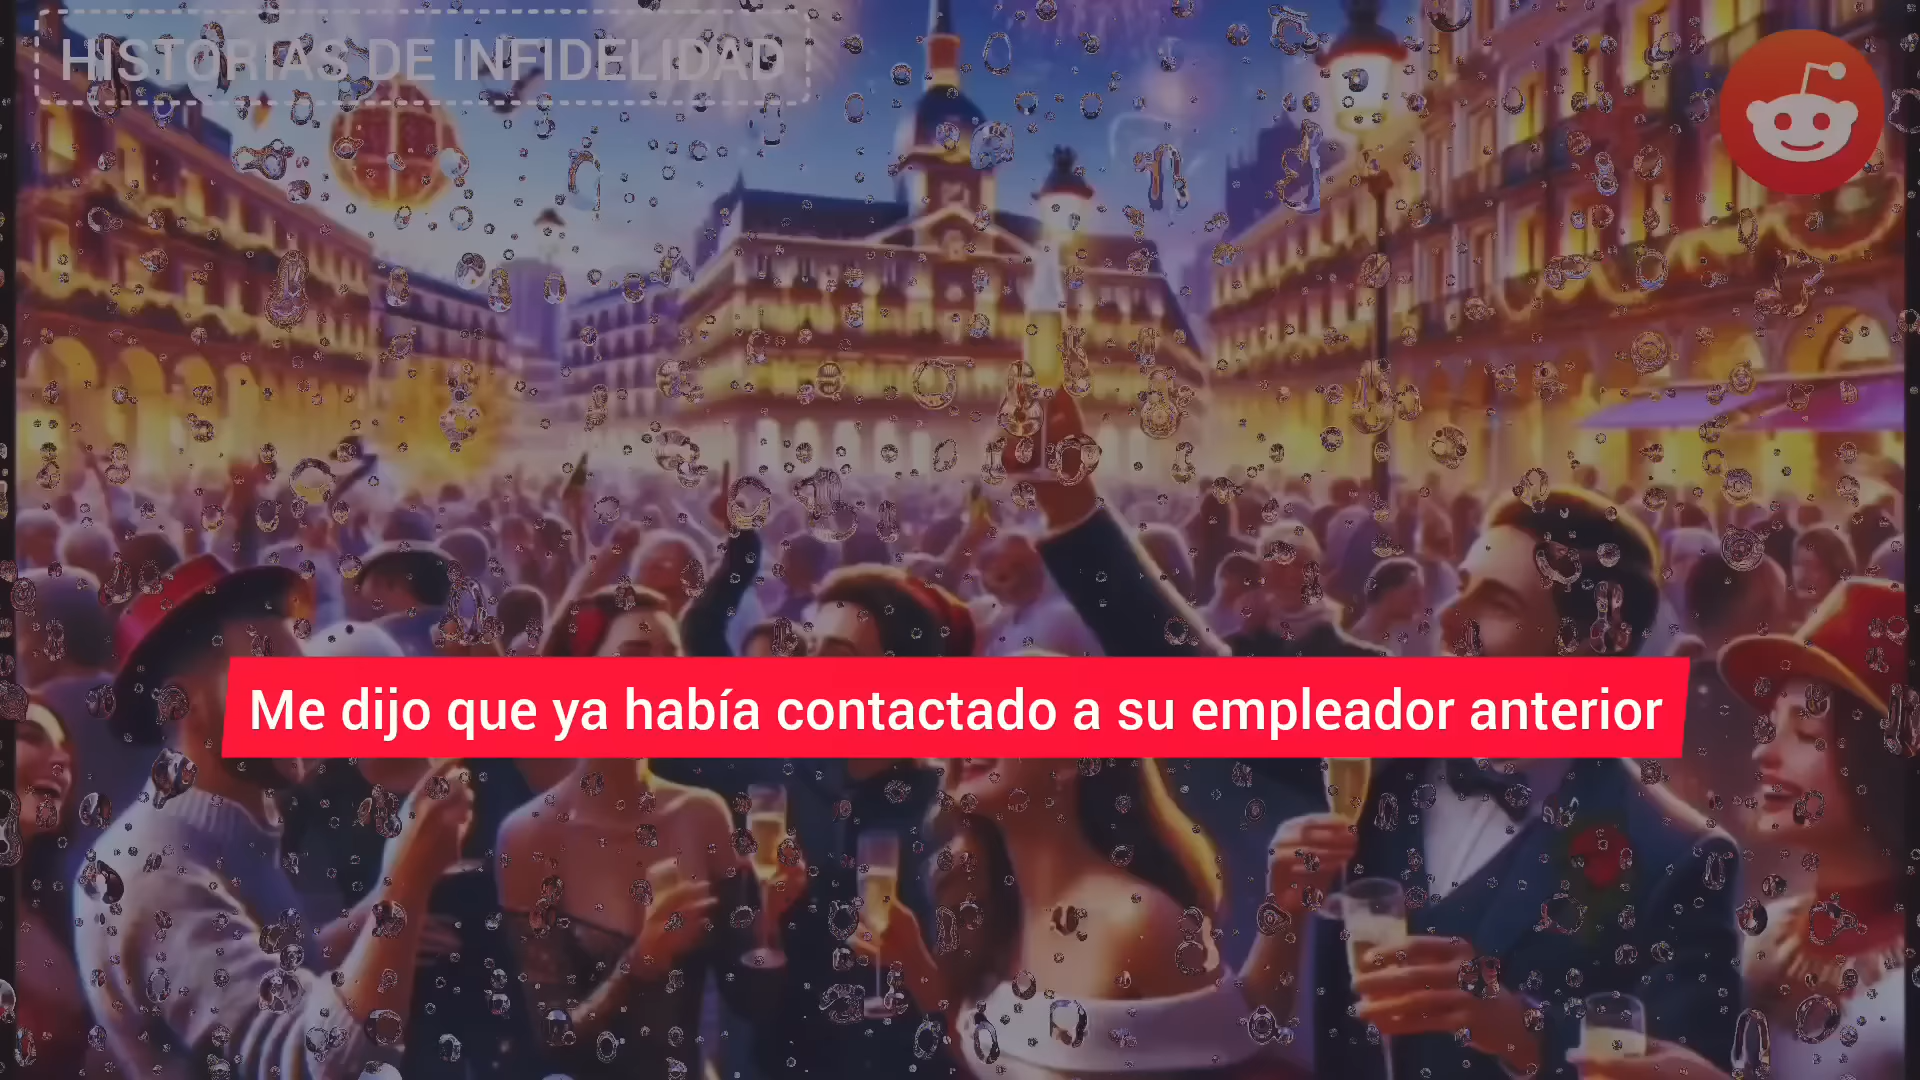 HISTORIAS DE INFIDELIDAD
Me dijo que ya había contactado a su empleador anterior